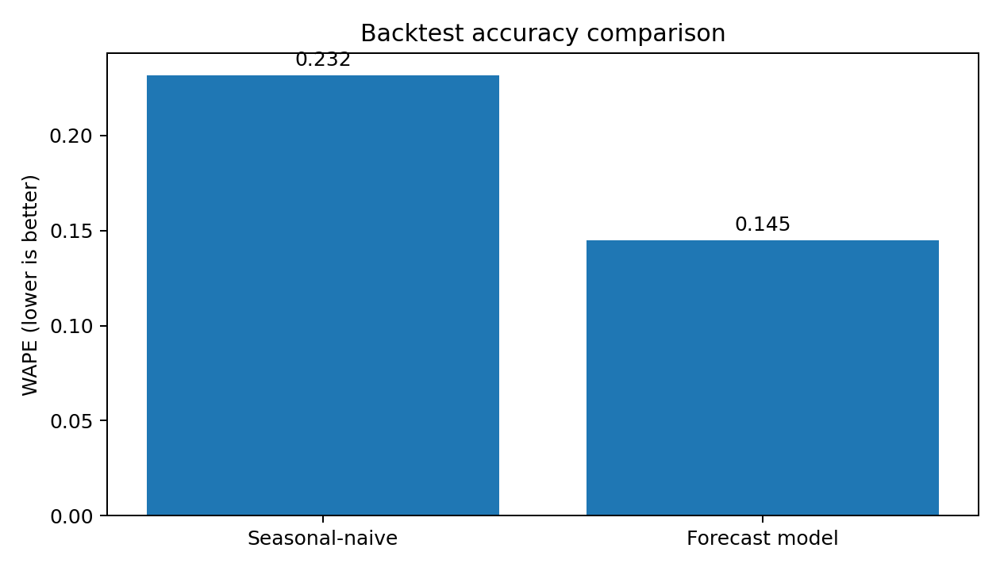 Backtest accuracy comparison
0.232
0.145
WAPE (lower is better)
0.20
0.15
0.10
0.05
0.00
Seasonal-naive
Forecast model